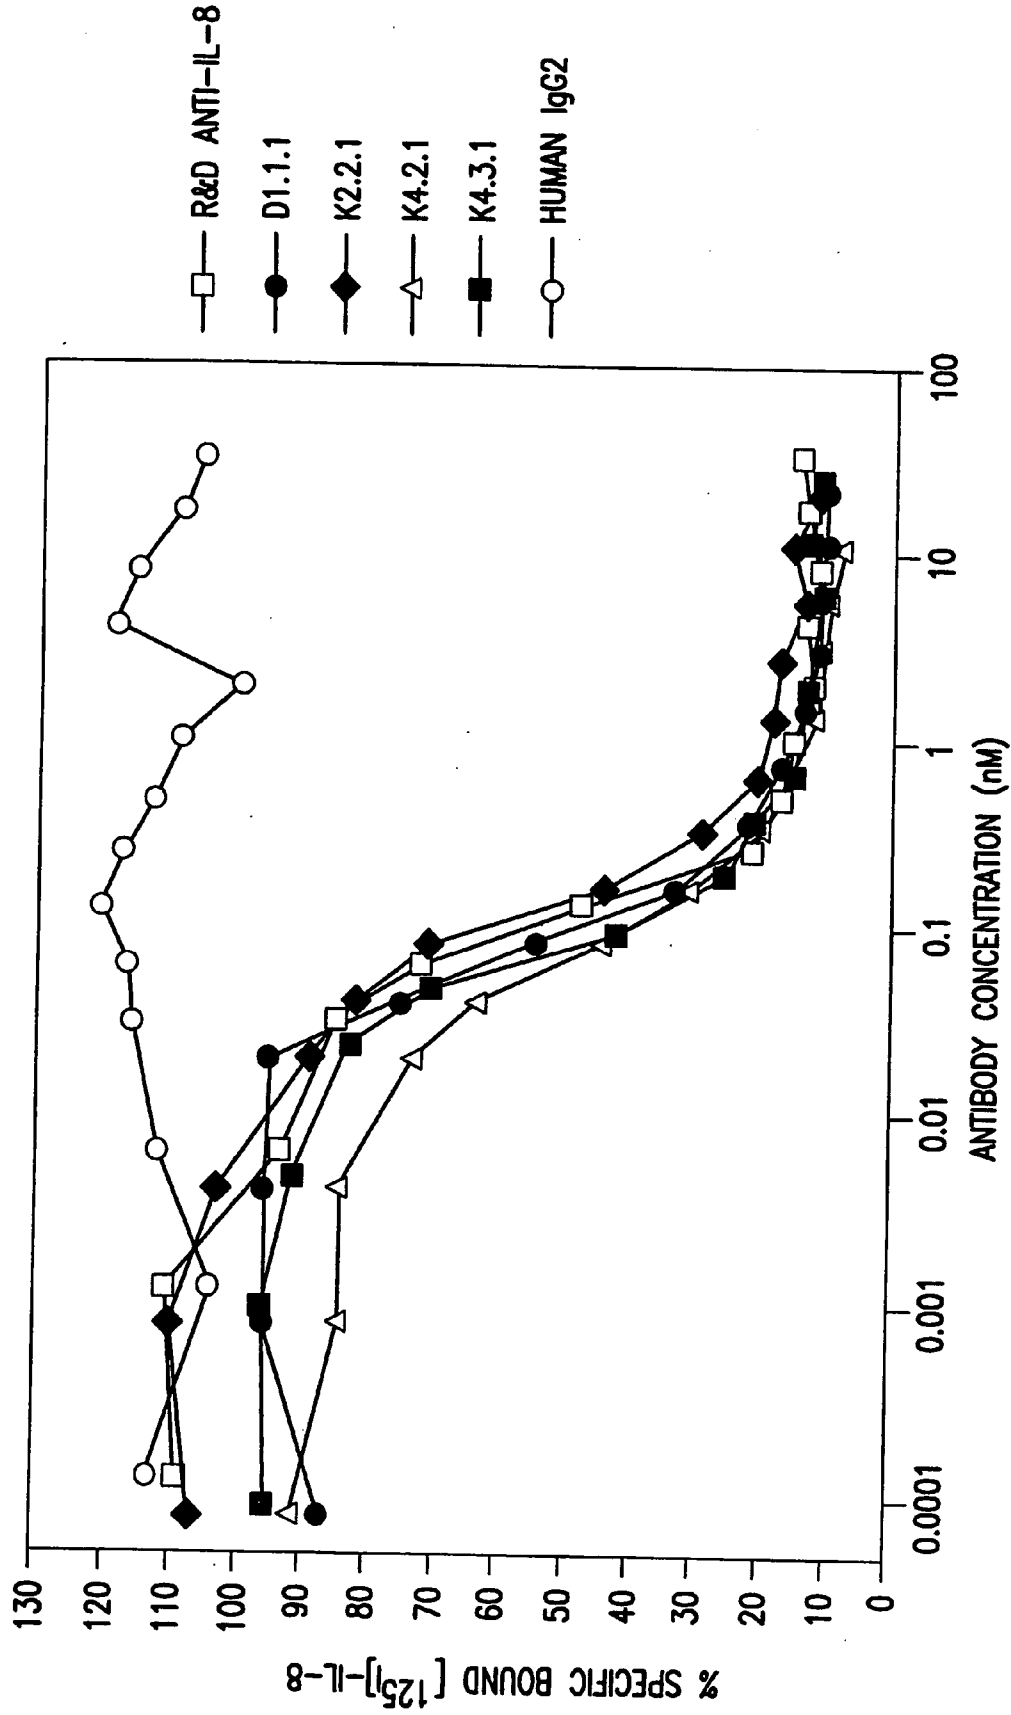 R&D ANTI-IL-8
D1.1.1
K2.2.1
K4.2.1
K4.3.1
HUMAN IgG2
% SPECIFIC BOUND [125I]-IL-8
130
120
110
100
90
80
70
60
50
40
30
20
10
0
0.0001
0.001
0.01
0.1
1
10
100
ANTIBODY CONCENTRATION (nM)